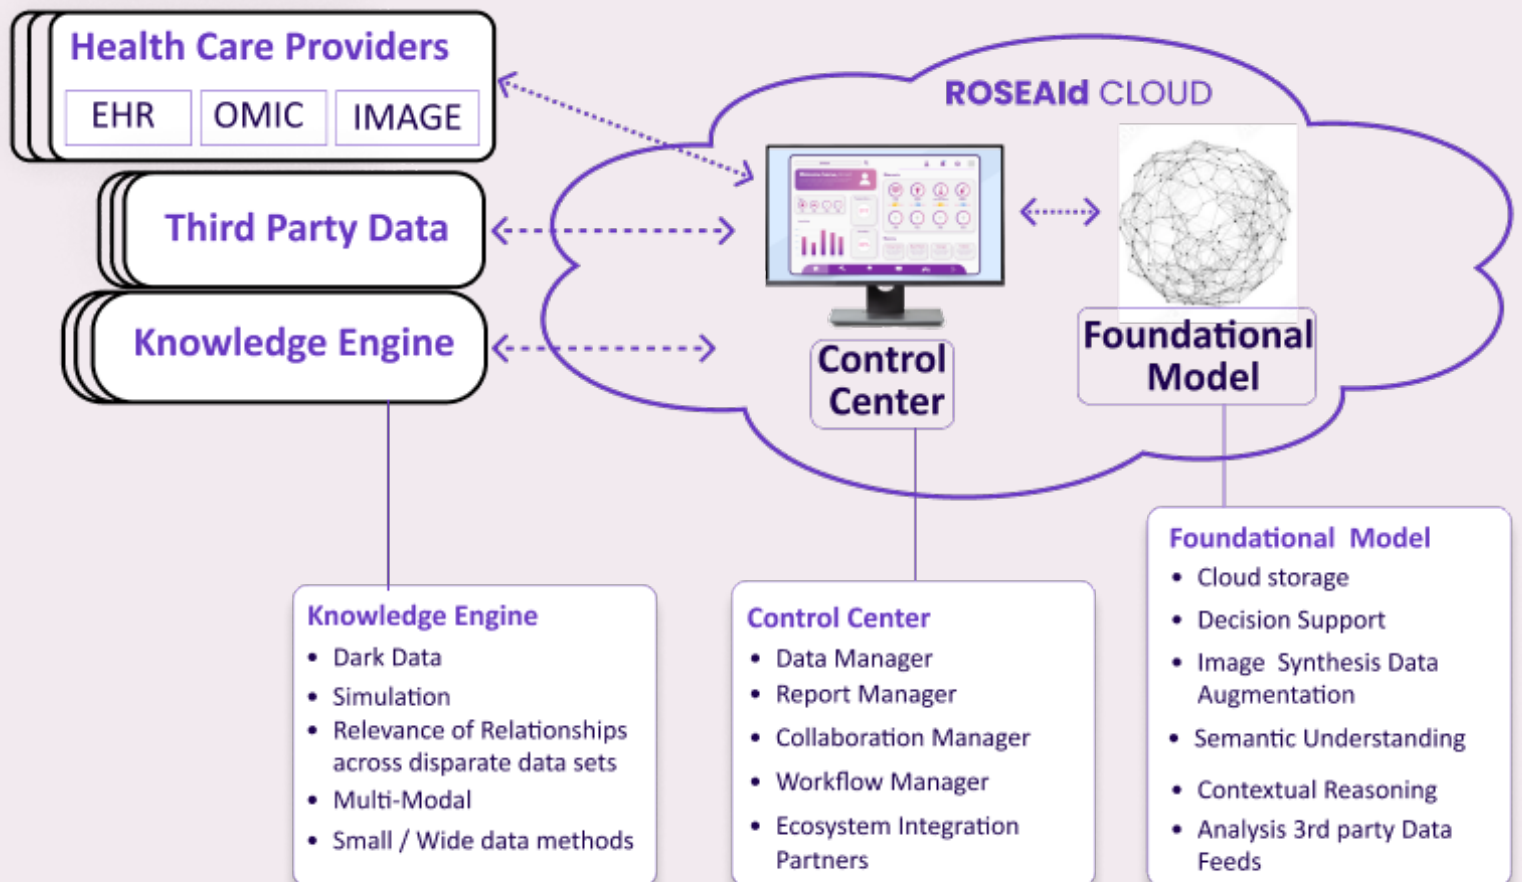 Health Care Providers
EHR
OMIC
IMAGE
Third Party Data
Knowledge Engine
ROSEAId CLOUD
Control
Center
Foundational
Model
Knowledge Engine
• Dark Data
• Simulation
• Relevance of Relationships
across disparate data sets
• Multi-Modal
• Small / Wide data methods
Control Center
• Data Manager
• Report Manager
• Collaboration Manager
• Workflow Manager
• Ecosystem Integration
Partners
Foundational Model
• Cloud storage
• Decision Support
• Image Synthesis Data
Augmentation
• Semantic Understanding
• Contextual Reasoning
• Analysis 3rd party Data
Feeds